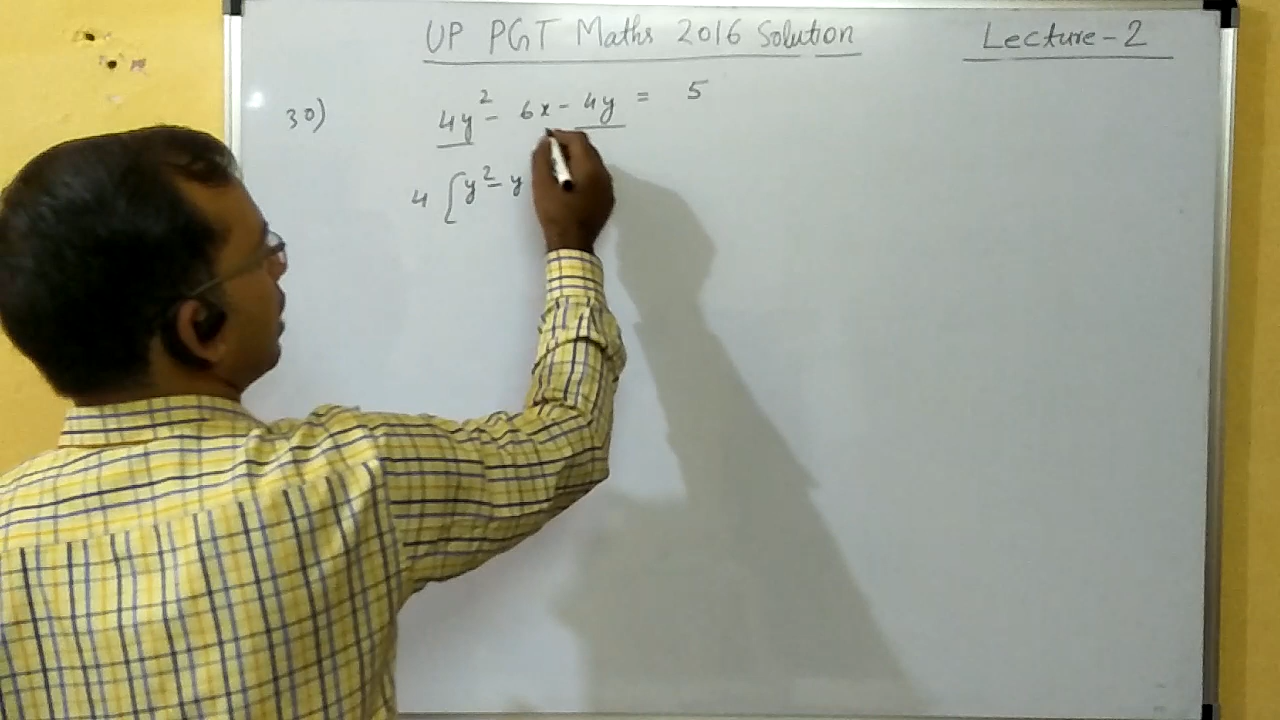 UP PGT Maths 2016 Solution Lecture-2
30) 4y² - 6x - 4y = 5
4 [y² - y